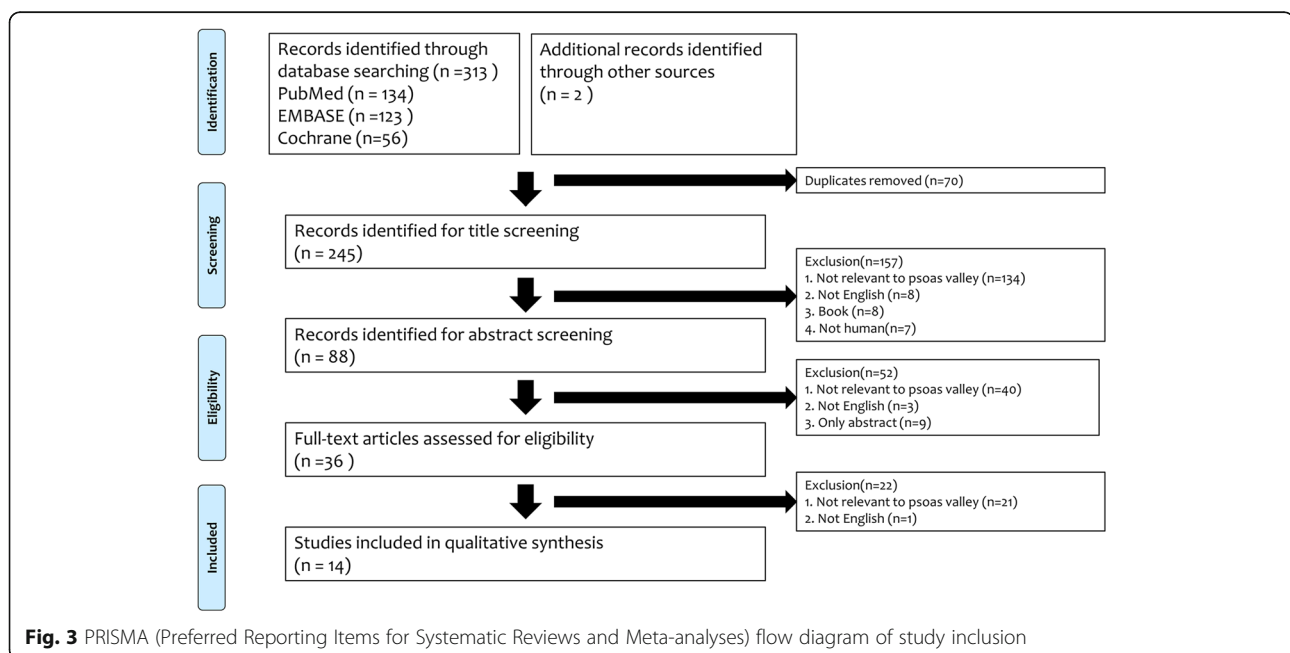 Identification
Records identified through
database searching (n =313 )
PubMed (n = 134)
EMBASE (n =123 )
Cochrane (n=56)
Additional records identified
through other sources
(n = 2 )
Duplicates removed (n=70)
Screening
Records identified for title screening
(n = 245)
Exclusion(n=157)
1. Not relevant to psoas valley (n=134)
2. Not English (n=8)
3. Book (n=8)
4. Not human(n=7)
Records identified for abstract screening
(n = 88)
Eligibility
Exclusion(n=52)
1. Not relevant to psoas valley (n=40)
2. Not English (n=3)
3. Only abstract (n=9)
Full-text articles assessed for eligibility
(n =36 )
Exclusion(n=22)
1. Not relevant to psoas valley (n=21)
2. Not English (n=1)
Included
Studies included in qualitative synthesis
(n = 14)
Fig. 3 PRISMA (Preferred Reporting Items for Systematic Reviews and Meta-analyses) flow diagram of study inclusion